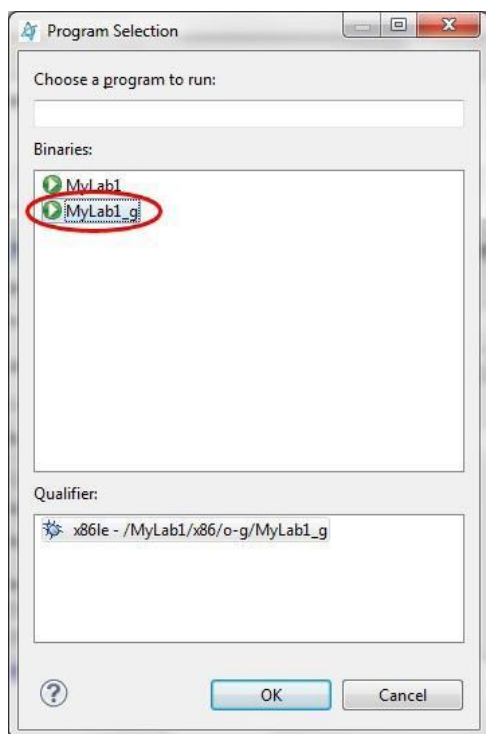 Program Selection
Choose a program to run:
Binaries:
MyLab1
MyLab1_g
Qualifier:
x86le - /MyLab1/x86/o-g/MyLab1_g
?
OK
Cancel